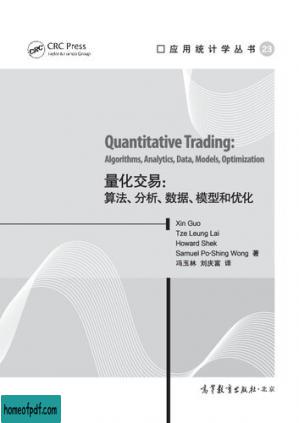 CRC CRC Press
Taylor & Francis Group
应用统计学丛书 23
Quantitative Trading:
Algorithms, Analytics, Data, Models, Optimization
量化交易:
算法、分析、数据、模型和优化
Xin Guo
Tze Leung Lai
Howard Shek
Samuel Po-Shing Wong 著
冯玉林 刘庆富 译
高等教育出版社·北京
homeofpdf.com